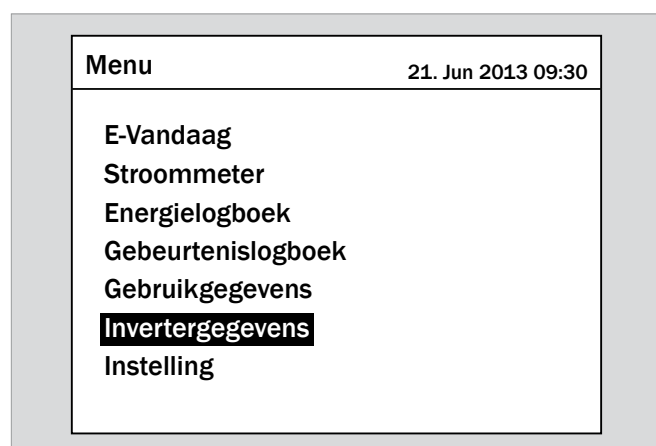 Menu 21. Jun 2013 09:30
E-Vandaag
Stroommeter
Energielogboek
Gebeurtenislogboek
Gebruikgegevens
Invertergegevens
Instelling